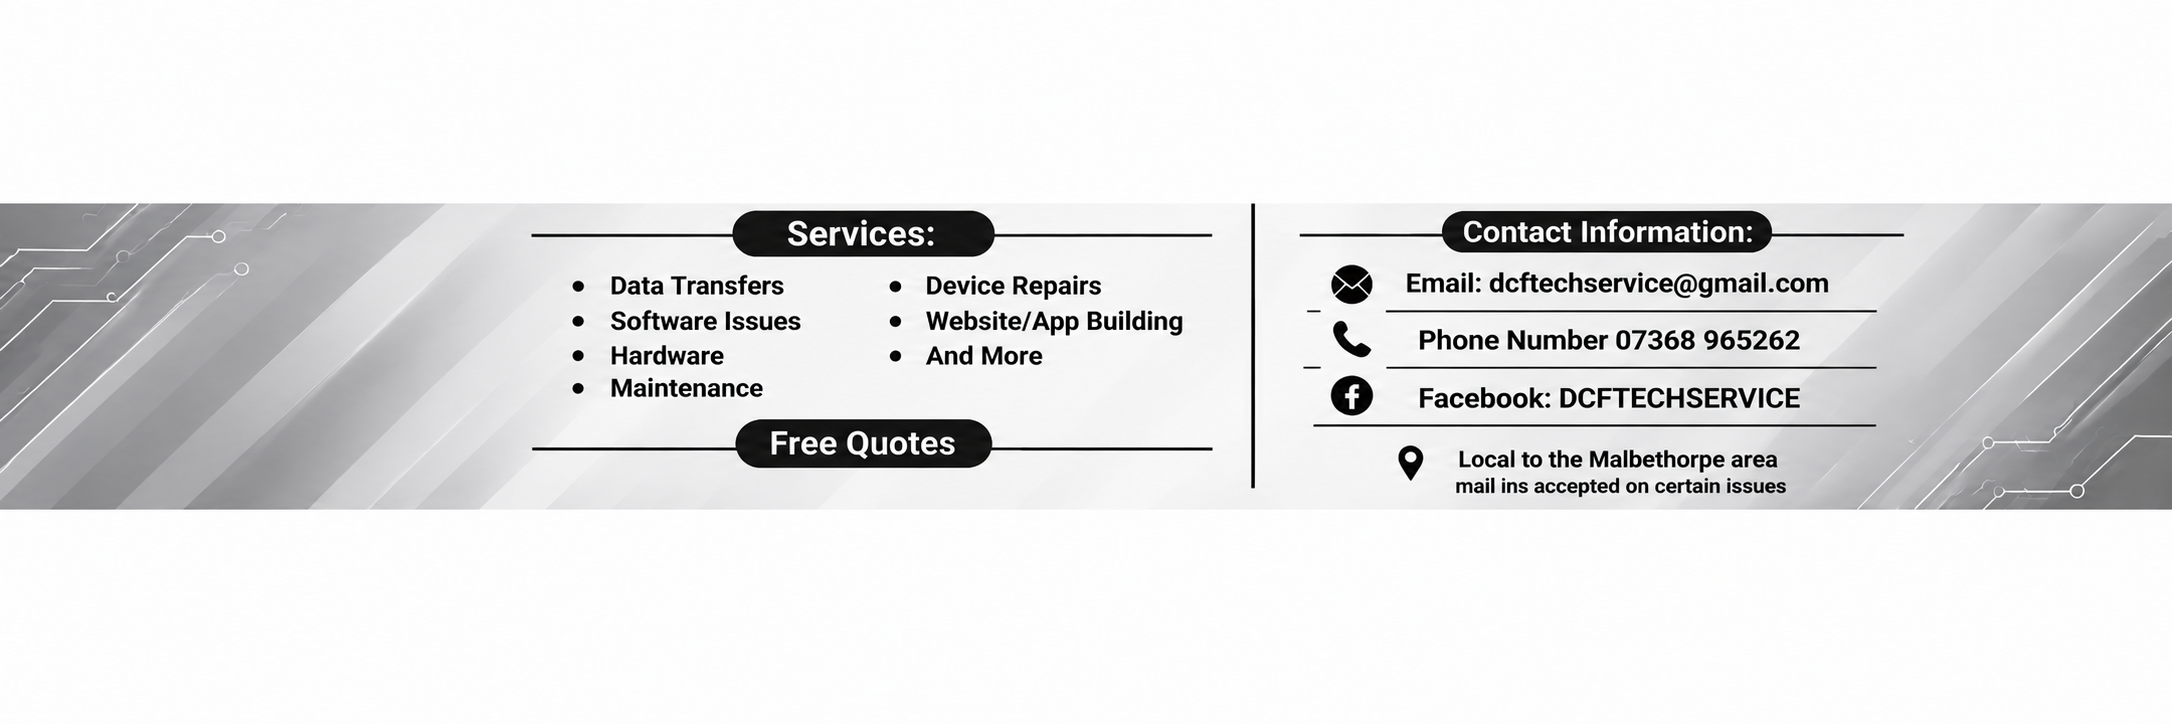 Services:
Data Transfers
Software Issues
Hardware
Maintenance
Device Repairs
Website/App Building
And More
Free Quotes
Contact Information:
Email: dcftechservice@gmail.com
Phone Number 07368 965262
Facebook: DCFTECHSERVICE
Local to the Malbethorpe area
mail ins accepted on certain issues